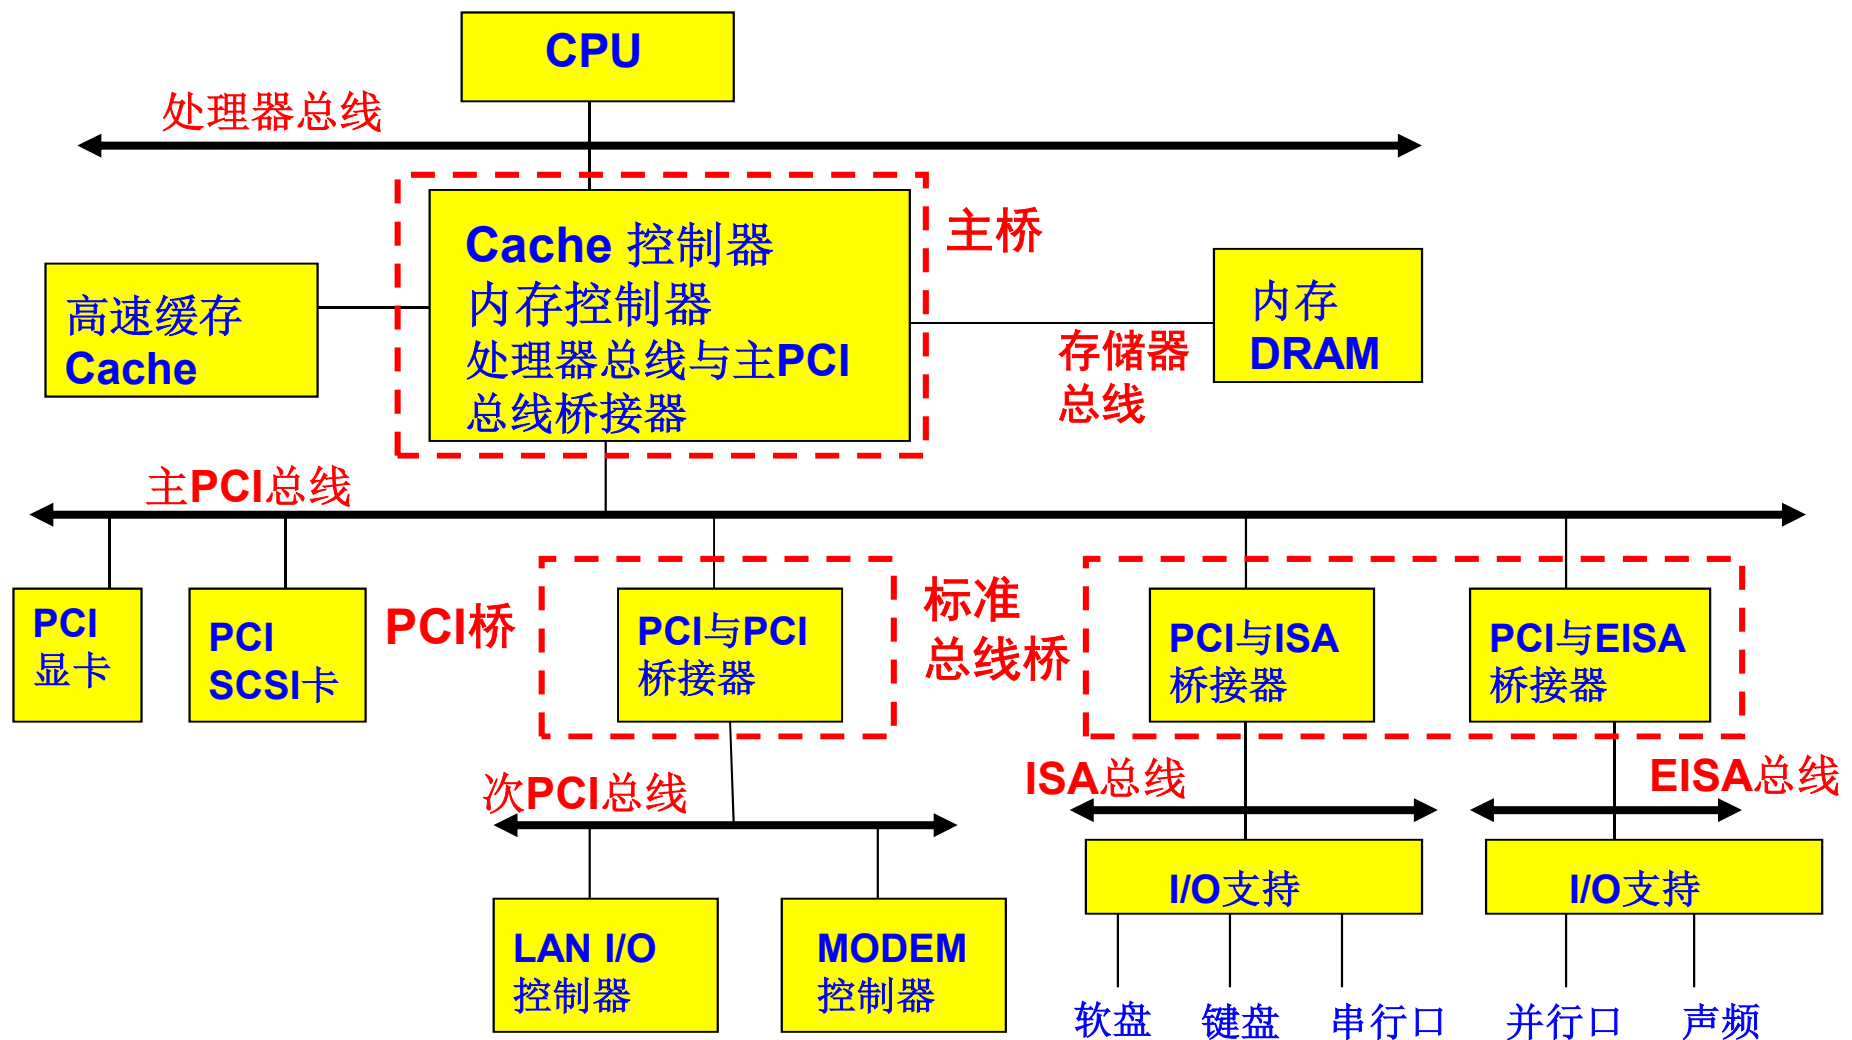 CPU
处理器总线
主桥
Cache 控制器
内存控制器
处理器总线与主PCI
总线桥接器
高速缓存
Cache
内存
DRAM
存储器
总线
主PCI总线
PCI
显卡
PCI
SCSI卡
PCI桥
PCI与PCI
桥接器
标准
总线桥
PCI与ISA
桥接器
PCI与EISA
桥接器
次PCI总线
ISA总线
EISA总线
I/O支持
I/O支持
LAN I/O
控制器
MODEM
控制器
软盘
键盘
串行口
并行口
声频